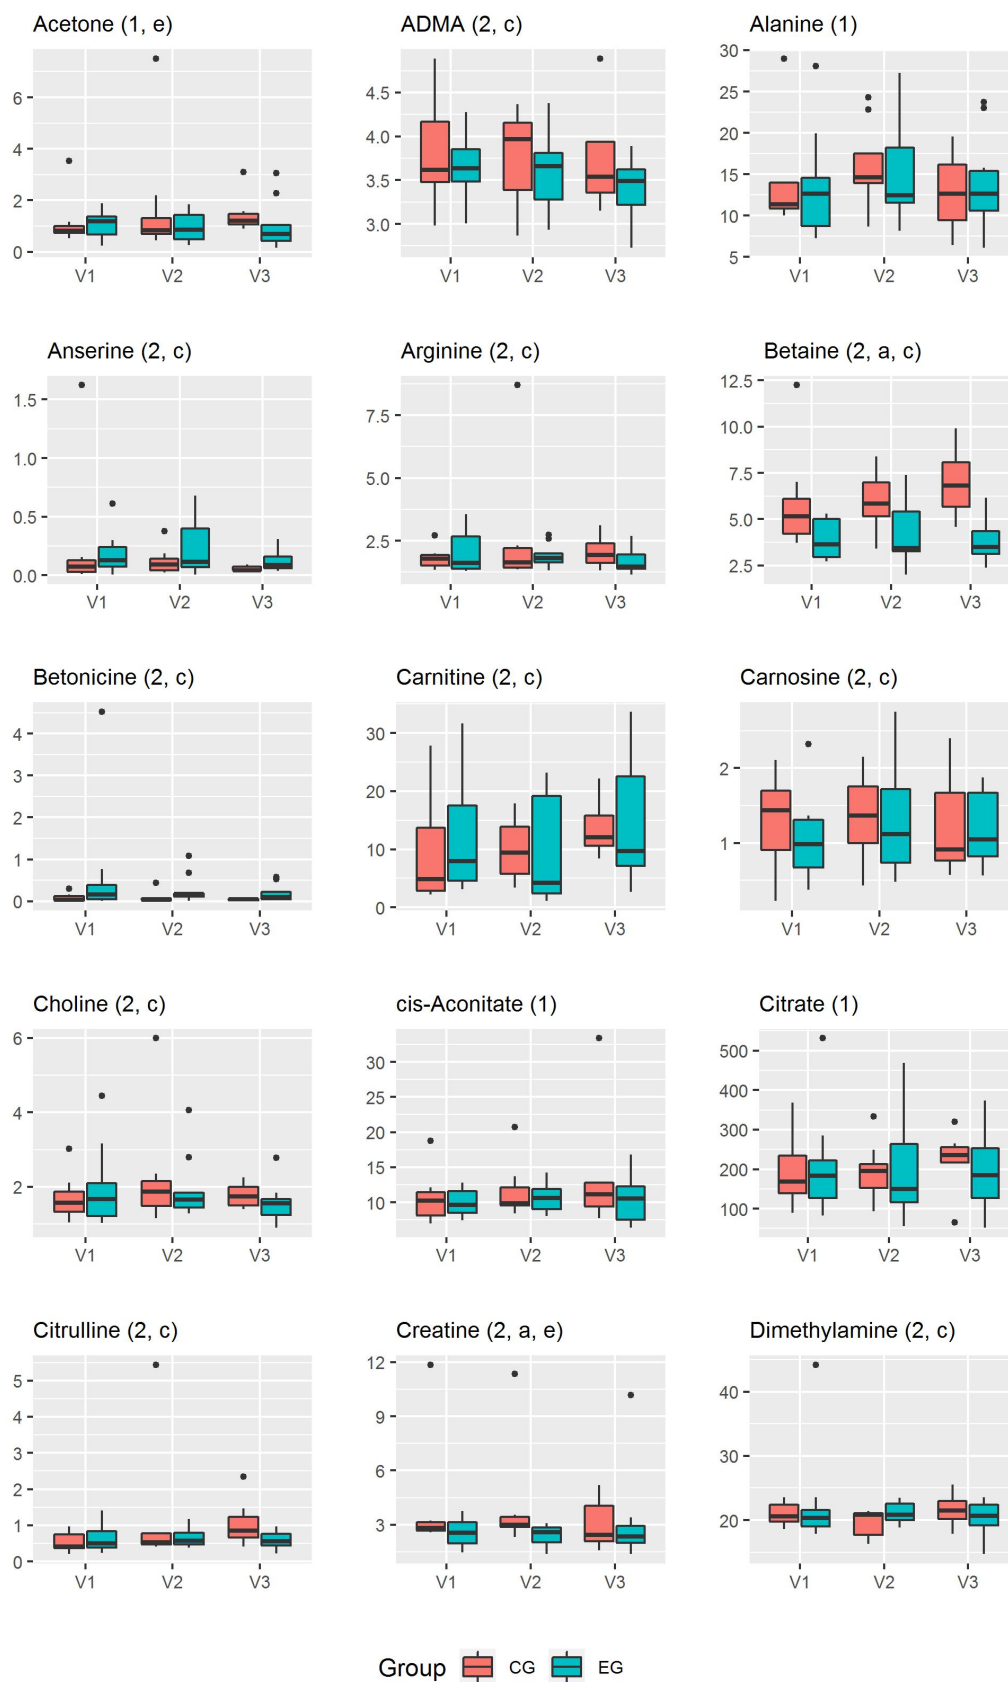 Acetone (1, e)
ADMA (2, c)
Alanine (1)
6
4
2
0
V1 V2 V3
4.5
4.0
3.5
3.0
V1 V2 V3
30
25
20
15
10
5
V1 V2 V3
Anserine (2, c)
Arginine (2, c)
Betaine (2, a, c)
1.5
1.0
0.5
0.0
V1 V2 V3
7.5
5.0
2.5
V1 V2 V3
12.5
10.0
7.5
5.0
2.5
V1 V2 V3
Betonicine (2, c)
Carnitine (2, c)
Carnosine (2, c)
4
3
2
1
0
V1 V2 V3
30
20
10
0
V1 V2 V3
2
1
V1 V2 V3
Choline (2, c)
cis-Aconitate (1)
Citrate (1)
6
4
2
V1 V2 V3
30
25
20
15
10
V1 V2 V3
500
400
300
200
100
V1 V2 V3
Citrulline (2, c)
Creatine (2, a, e)
Dimethylamine (2, c)
5
4
3
2
1
0
V1 V2 V3
12
9
6
3
V1 V2 V3
40
30
20
V1 V2 V3
Group CG EG